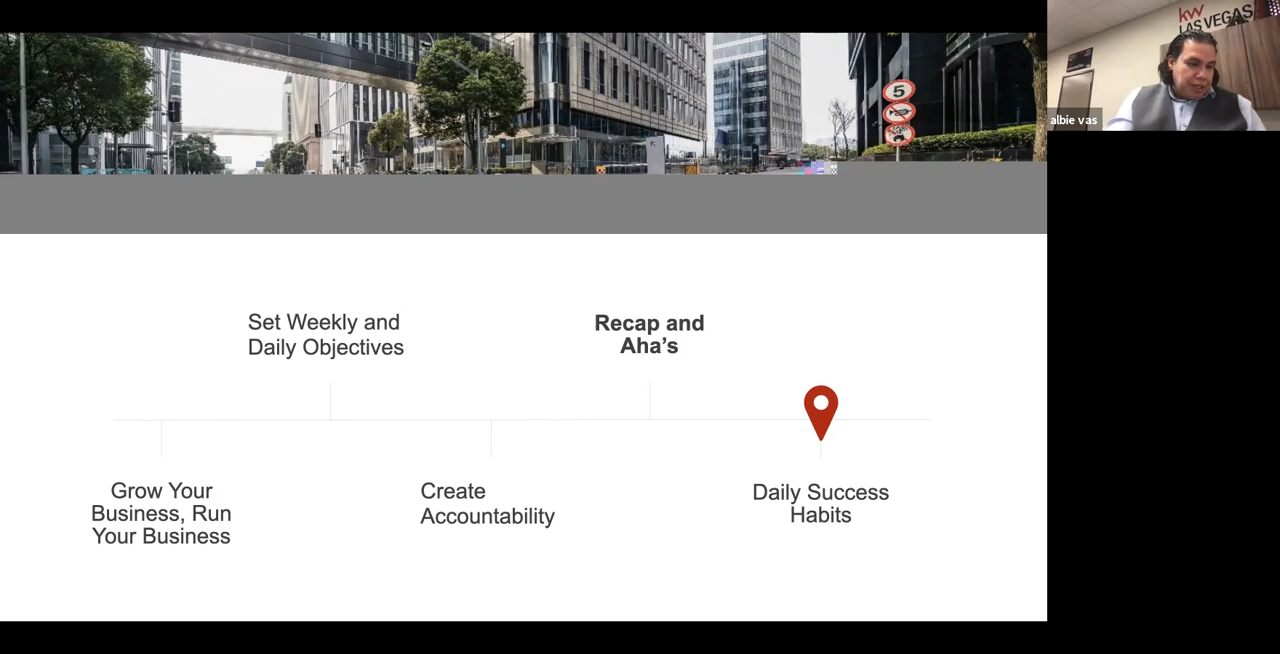 kw
LAS VEGAS
albie vas
5
Set Weekly and
Daily Objectives
Recap and
Aha's
Grow Your
Business, Run
Your Business
Create
Accountability
Daily Success
Habits